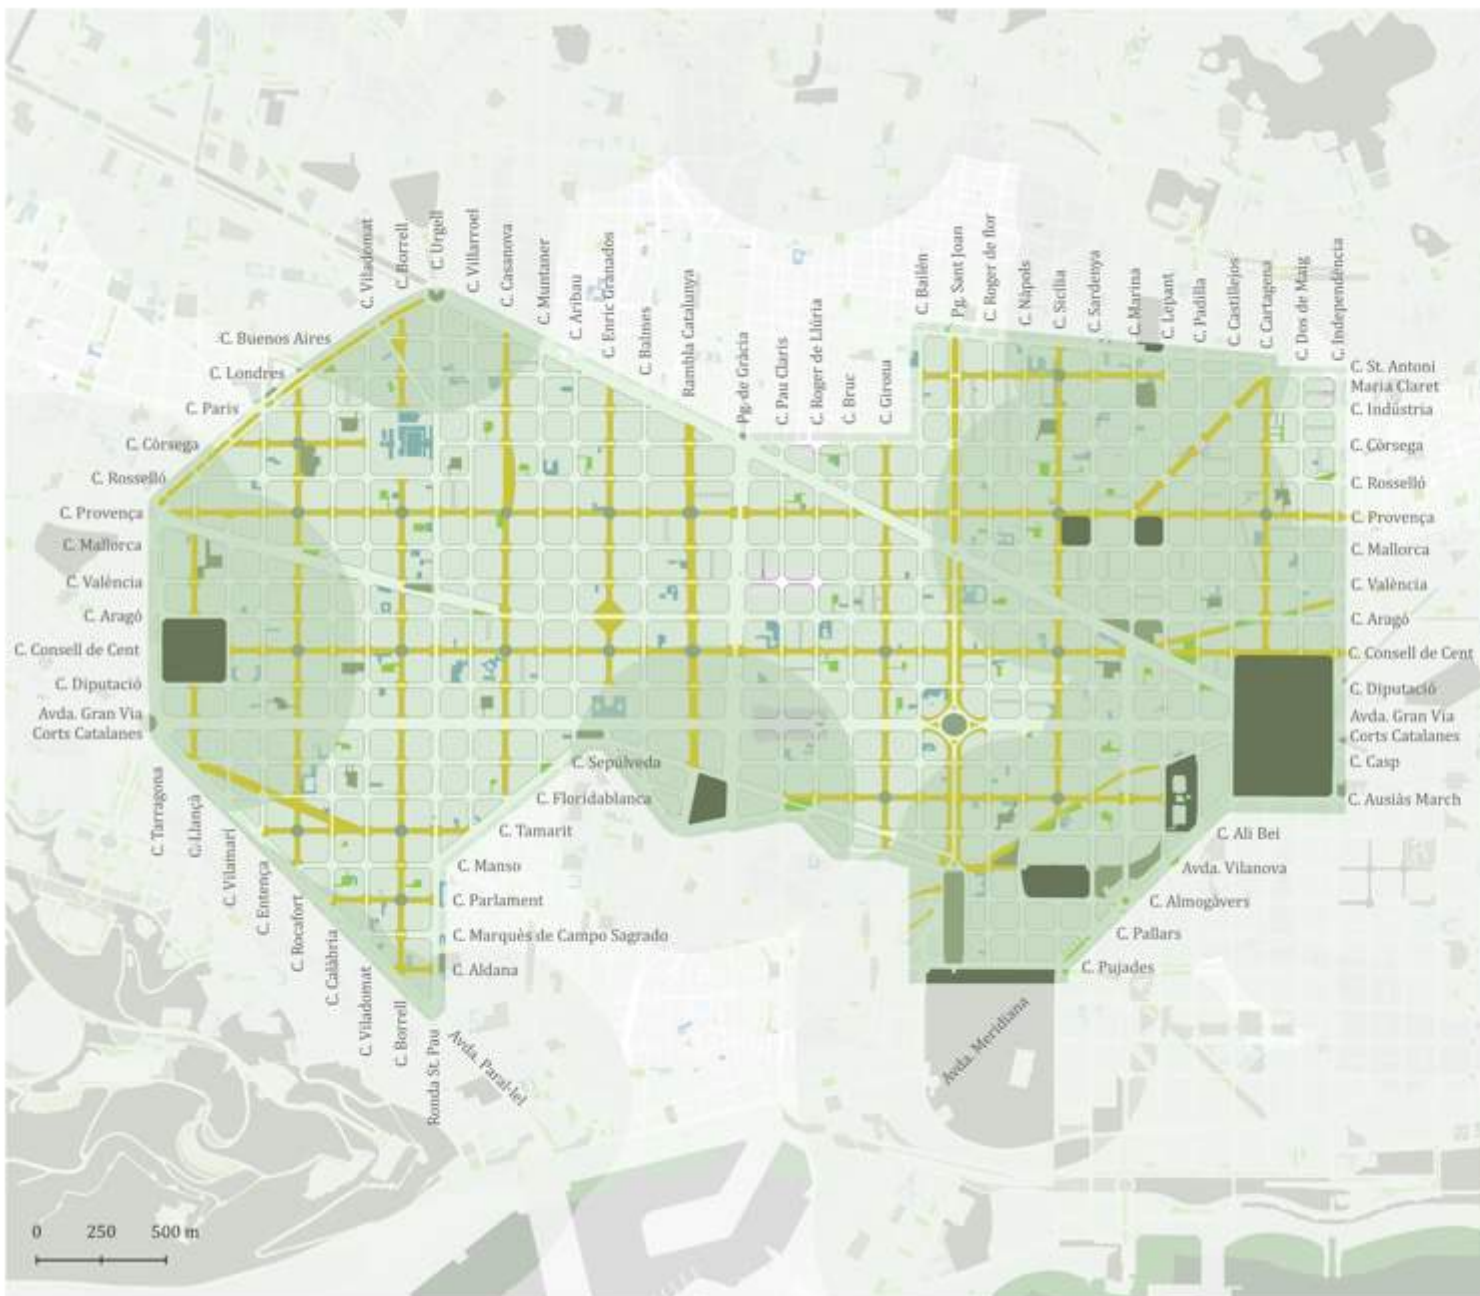 C. Viladomat
C. Borrell
C. Urgell
C. Villarroel
C. Casanova
C. Muntaner
C. Aribau
C. Enric Granados
C. Balmes
Rambla Catalunya
Pg. de Gràcia
C. Pau Claris
C. Roger de Llúria
C. Bruc
C. Girona
C. Bailén
Pg. Sant Joan
C. Roger de flor
C. Nàpols
C. Sicília
C. Sardenya
C. Marina
C. Lepant
C. Padilla
C. Castillejos
C. Cartagena
C. Dos de Maig
C. Independència
C. Buenos Aires
C. Londres
C. Paris
C. Còrsega
C. Rosselló
C. Provença
C. Mallorca
C. València
C. Aragó
C. Consell de Cent
C. Diputació
Avda. Gran Via
Corts Catalanes
C. St. Antoni
Maria Claret
C. Indústria
C. Còrsega
C. Rosselló
C. Provença
C. Mallorca
C. València
C. Aragó
C. Consell de Cent
C. Diputació
Avda. Gran Via
Corts Catalanes
C. Casp
C. Ausiàs March
C. Ali Bei
Avda. Vilanova
C. Almogàvers
C. Pallars
C. Pujades
Avda. Meridiana
C. Sepúlveda
C. Floridablanca
C. Tamarit
C. Manso
C. Parlament
C. Marquès de Campo Sagrado
C. Aldana
C. Tarragona
C. Llançà
C. Vilamarí
C. Entença
C. Rocafort
C. Calàbria
C. Viladomat
C. Borrell
Ronda St. Pau
Avda. Paral·lel
0 250 500 m